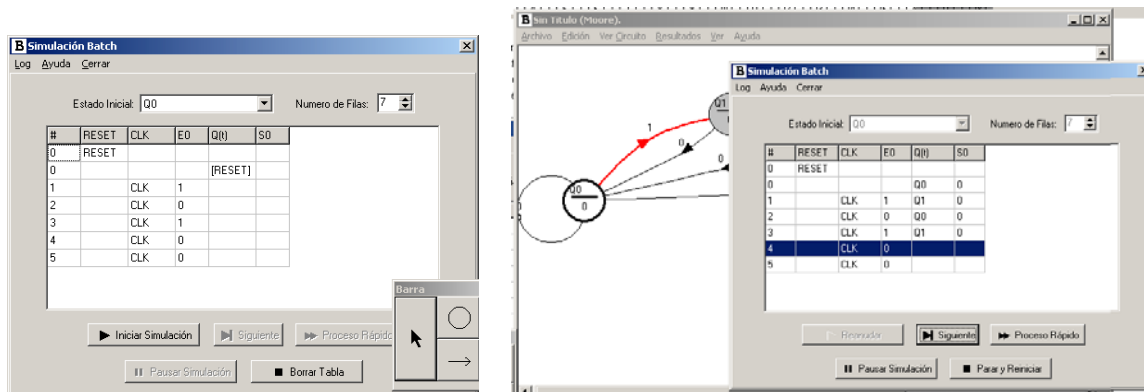 Simulación Batch
Log Ayuda Cerrar
Estado Inicial: Q0 Numero de Filas: 7
# RESET CLK E0 Q(t) S0
0 RESET
0 [RESET]
1 CLK 1
2 CLK 0
3 CLK 1
4 CLK 0
5 CLK 0
Iniciar Simulación Siguiente Proceso Rápido
Pausar Simulación Borrar Tabla
Barra
Sin Titulo (Moore).
Archivo Edición Ver Circuito Resultados Ver Ayuda
Q1
1
0
0
Q0
0
Simulación Batch
Log Ayuda Cerrar
Estado Inicial: Q0 Numero de Filas: 7
# RESET CLK E0 Q(t) S0
0 RESET
0 Q0 0
1 CLK 1 Q1 0
2 CLK 0 Q0 0
3 CLK 1 Q1 0
4 CLK 0
5 CLK 0
Reanudar Siguiente Proceso Rápido
Pausar Simulación Parar y Reiniciar